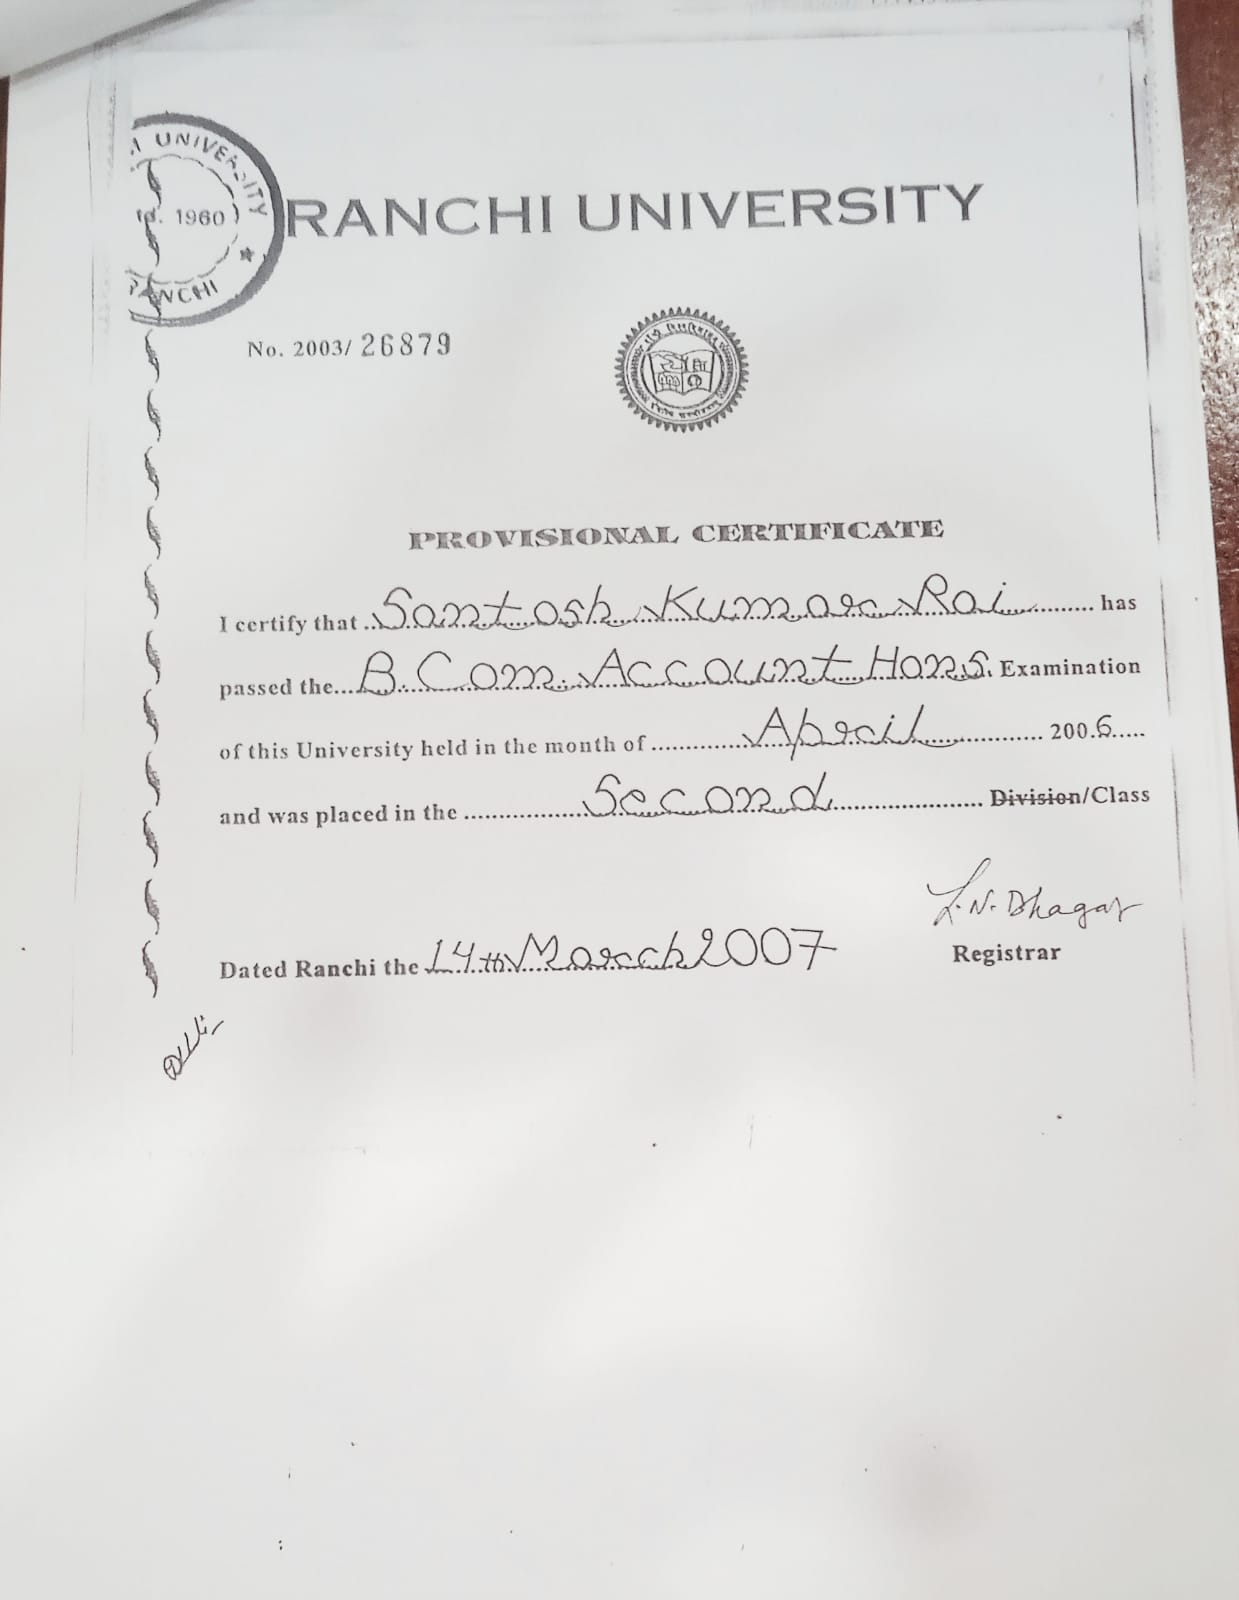 UNIVERSITY
1960
RANCHI
RANCHI UNIVERSITY
No. 2003/ 26879
PROVISIONAL CERTIFICATE
I certify that Santosh Kumar Rai has
passed the B. Com. Account Hons. Examination
of this University held in the month of April 2006
and was placed in the Second Division/Class
L. N. Bhagat
Registrar
Dated Ranchi the 14th March 2007